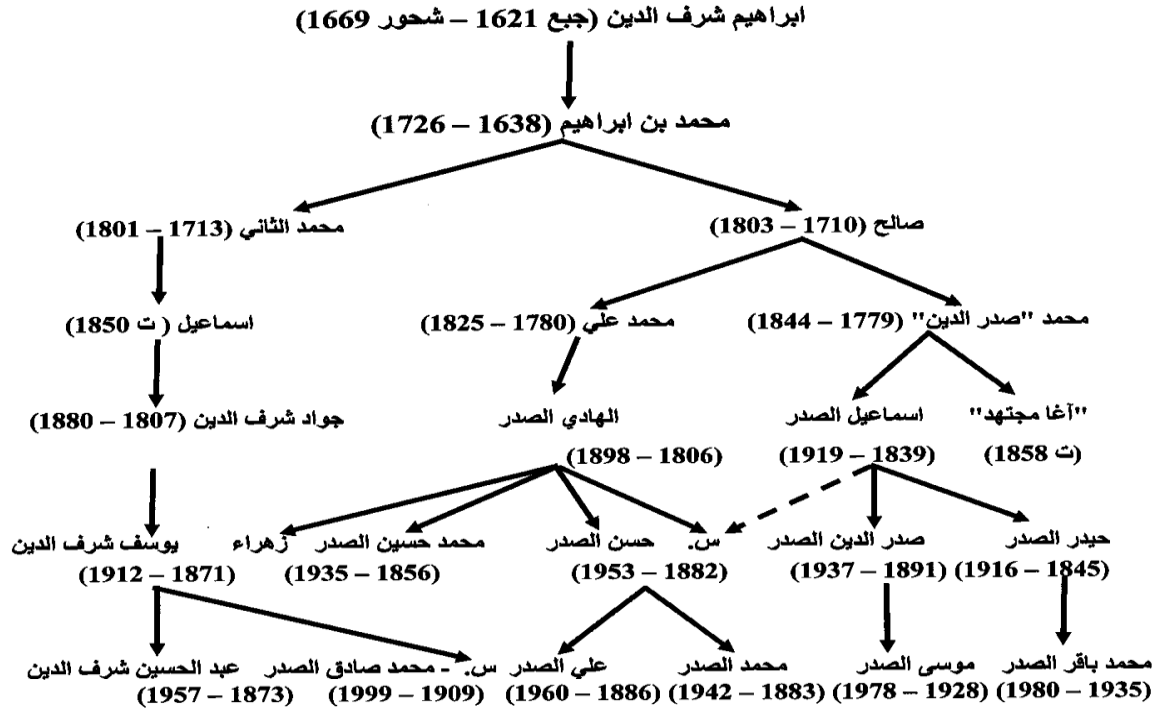 ابراهيم شرف الدين (جبع 1621 – شحور 1669)
محمد بن ابراهيم (1638 – 1726)
صالح (1710 – 1803)
محمد الثاني (1713 – 1801)
محمد "صدر الدين" (1779 – 1844)
محمد علي (1780 – 1825)
اسماعيل ( ت 1850)
"آغا مجتهد"
اسماعيل الصدر
الهادي الصدر
جواد شرف الدين (1807 – 1880)
(ت 1858)
(1839 – 1919)
(1806 – 1898)
حيدر الصدر
صدر الدين الصدر
س.
حسن الصدر
محمد حسين الصدر
زهراء
يوسف شرف الدين
(1845 – 1916)
(1891 – 1937)
(1882 – 1953)
(1856 – 1935)
(1871 – 1912)
محمد باقر الصدر
موسى الصدر
محمد الصدر
علي الصدر
س. - محمد صادق الصدر
عبد الحسين شرف الدين
(1935 – 1980)
(1928 – 1978)
(1883 – 1942)
(1886 – 1960)
(1909 – 1999)
(1873 – 1957)